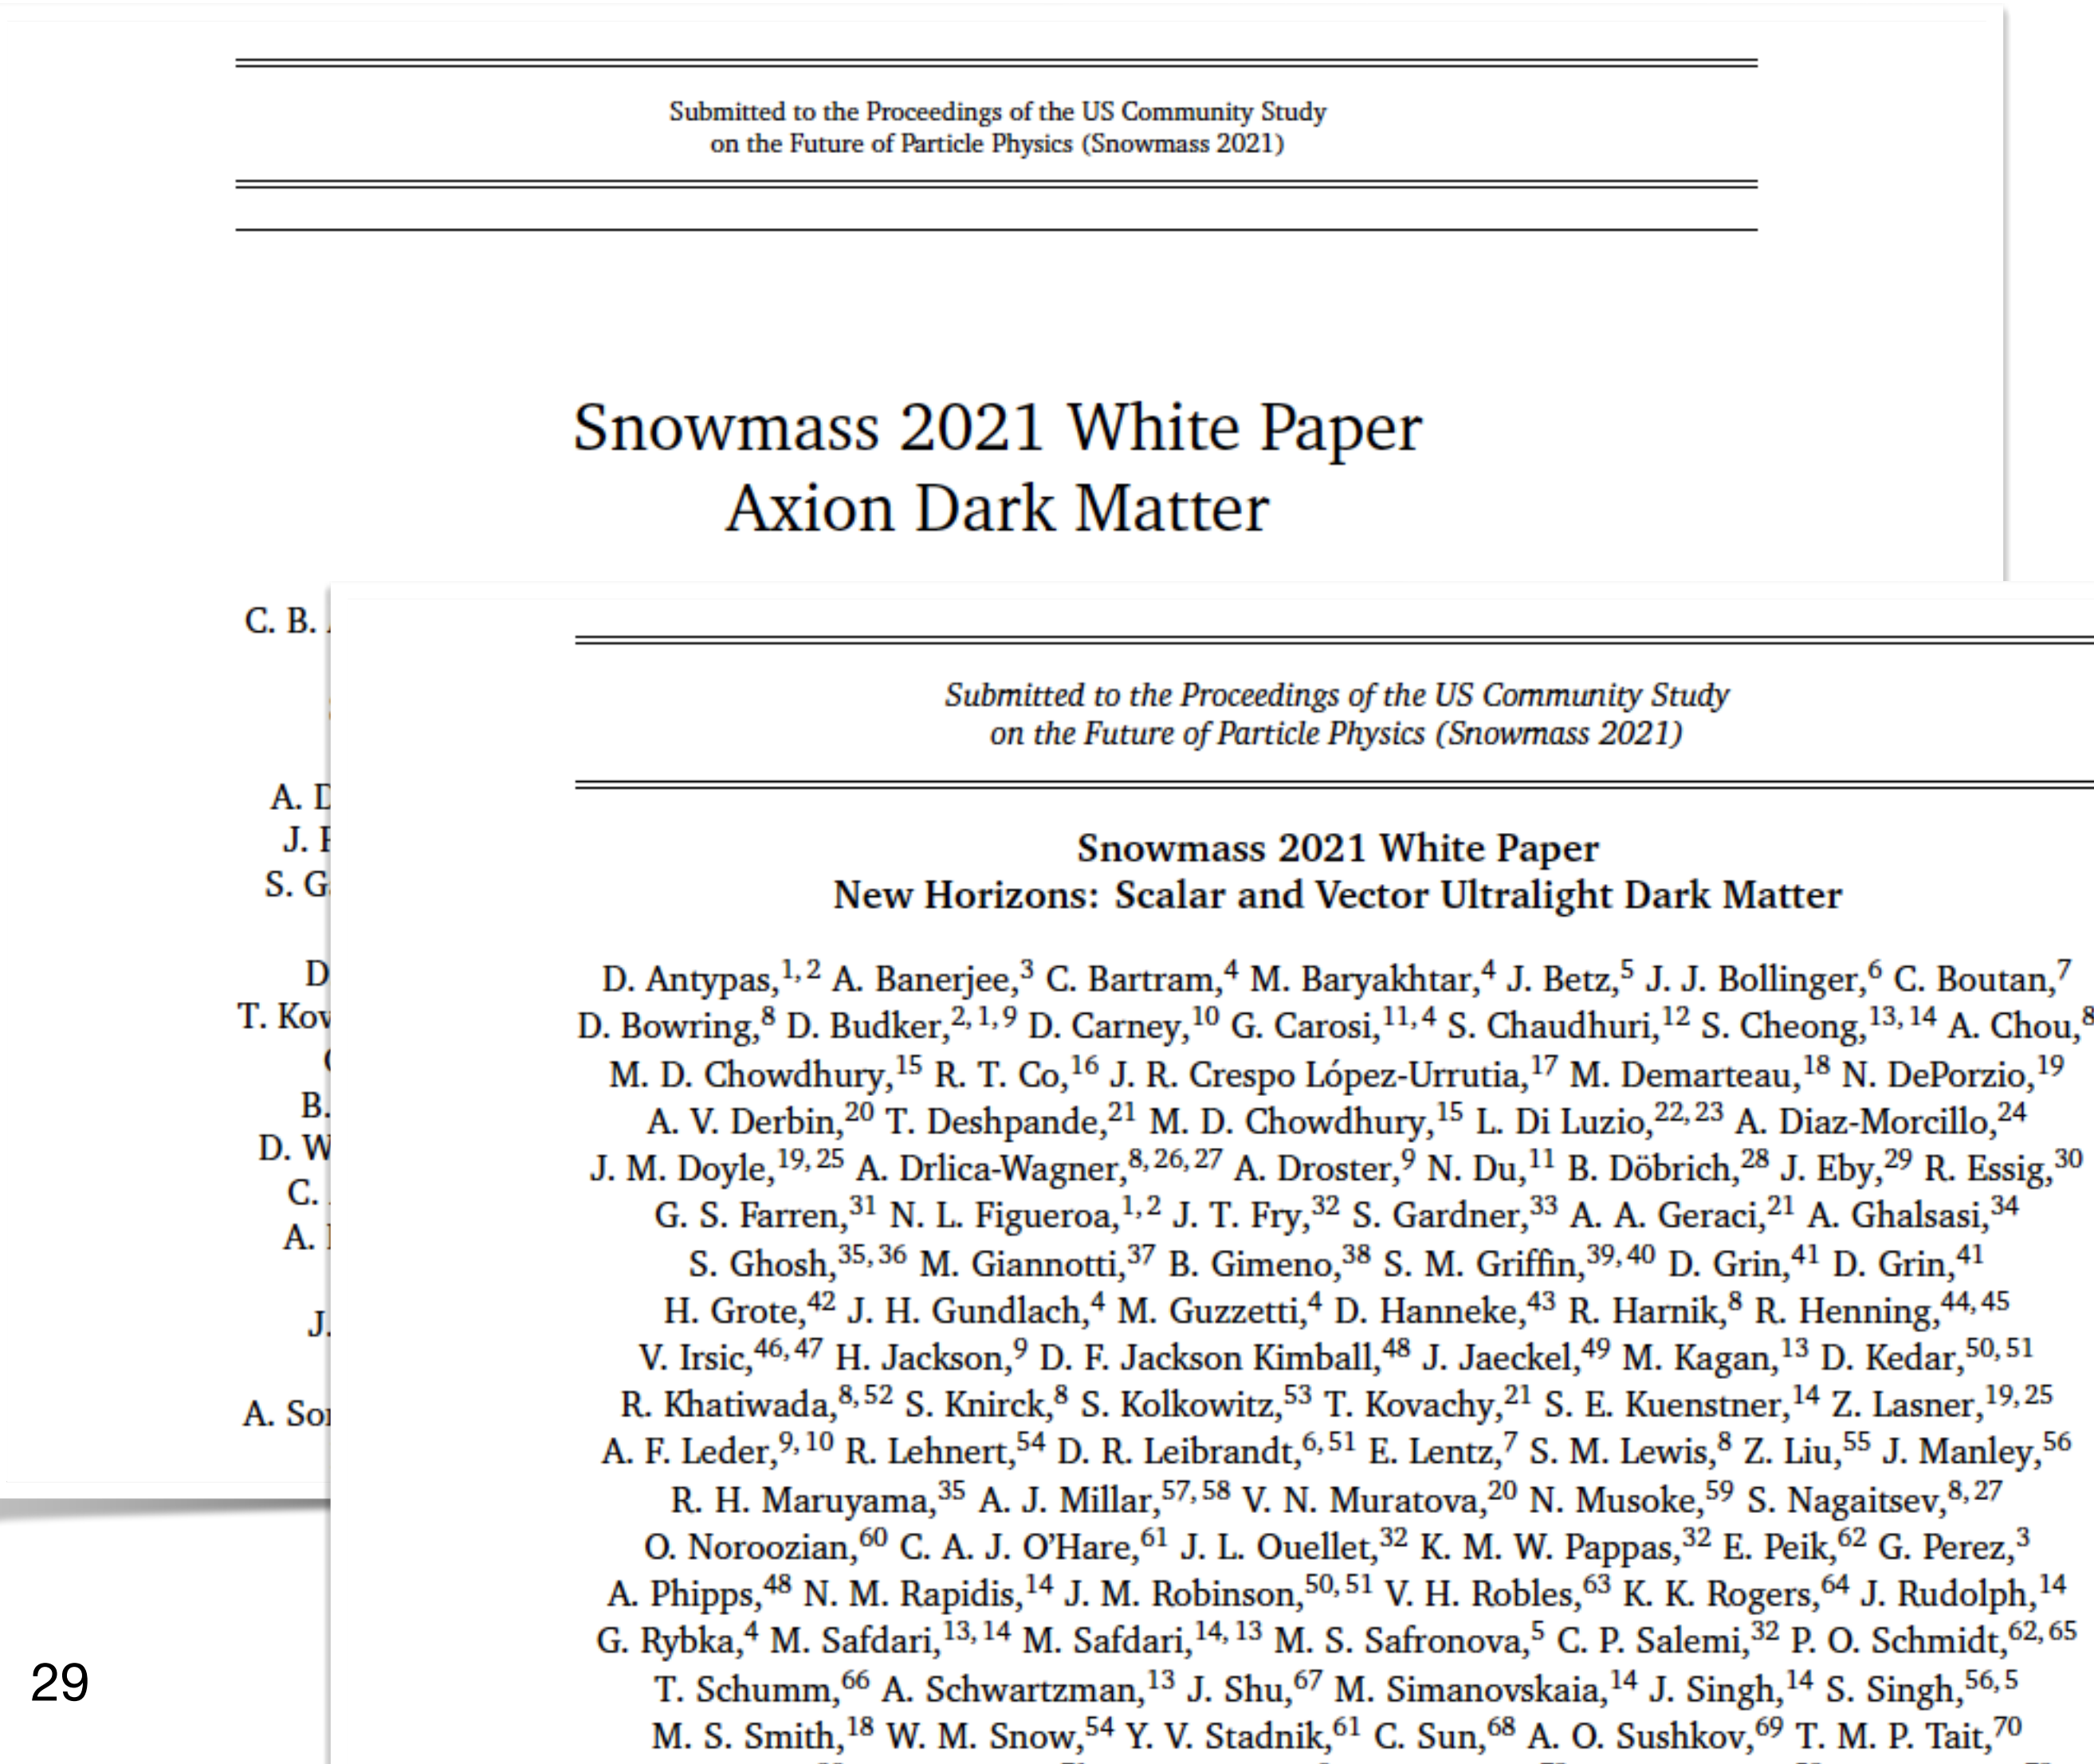 Submitted to the Proceedings of the US Community Study
on the Future of Particle Physics (Snowmass 2021)
Snowmass 2021 White Paper
Axion Dark Matter
C. B.
A. D
J.
S. G
D
T. Kov
B.
D. W
C.
A.
J.
A. Sor
Submitted to the Proceedings of the US Community Study
on the Future of Particle Physics (Snowmass 2021)
Snowmass 2021 White Paper
New Horizons: Scalar and Vector Ultralight Dark Matter
D. Antypas,1, 2 A. Banerjee,3 C. Bartram,4 M. Baryakhtar,4 J. Betz,5 J. J. Bollinger,6 C. Boutan,7
D. Bowring,8 D. Budker,2, 1, 9 D. Carney,10 G. Carosi,11, 4 S. Chaudhuri,12 S. Cheong,13, 14 A. Chou,8
M. D. Chowdhury,15 R. T. Co,16 J. R. Crespo López-Urrutia,17 M. Demarteau,18 N. DePorzio,19
A. V. Derbin,20 T. Deshpande,21 M. D. Chowdhury,15 L. Di Luzio,22, 23 A. Diaz-Morcillo,24
J. M. Doyle,19, 25 A. Drlica-Wagner,8, 26, 27 A. Droster,9 N. Du,11 B. Döbrich,28 J. Eby,29 R. Essig,30
G. S. Farren,31 N. L. Figueroa,1, 2 J. T. Fry,32 S. Gardner,33 A. A. Geraci,21 A. Ghalsasi,34
S. Ghosh,35, 36 M. Giannotti,37 B. Gimeno,38 S. M. Griffin,39, 40 D. Grin,41 D. Grin,41
H. Grote,42 J. H. Gundlach,4 M. Guzzetti,4 D. Hanneke,43 R. Harnik,8 R. Henning,44, 45
V. Irsic,46, 47 H. Jackson,9 D. F. Jackson Kimball,48 J. Jaeckel,49 M. Kagan,13 D. Kedar,50, 51
R. Khatiwada,8, 52 S. Knirck,8 S. Kolkowitz,53 T. Kovachy,21 S. E. Kuenstner,14 Z. Lasner,19, 25
A. F. Leder,9, 10 R. Lehnert,54 D. R. Leibrandt,6, 51 E. Lentz,7 S. M. Lewis,8 Z. Liu,55 J. Manley,56
R. H. Maruyama,35 A. J. Millar,57, 58 V. N. Muratova,20 N. Musoke,59 S. Nagaitsev,8, 27
O. Noroozian,60 C. A. J. O'Hare,61 J. L. Ouellet,32 K. M. W. Pappas,32 E. Peik,62 G. Perez,3
A. Phipps,48 N. M. Rapidis,14 J. M. Robinson,50, 51 V. H. Robles,63 K. K. Rogers,64 J. Rudolph,14
G. Rybka,4 M. Safdari,13, 14 M. Safdari,14, 13 M. S. Safronova,5 C. P. Salemi,32 P. O. Schmidt,62, 65
T. Schumm,66 A. Schwartzman,13 J. Shu,67 M. Simanovskaia,14 J. Singh,14 S. Singh,56, 5
M. S. Smith,18 W. M. Snow,54 Y. V. Stadnik,61 C. Sun,68 A. O. Sushkov,69 T. M. P. Tait,70
29